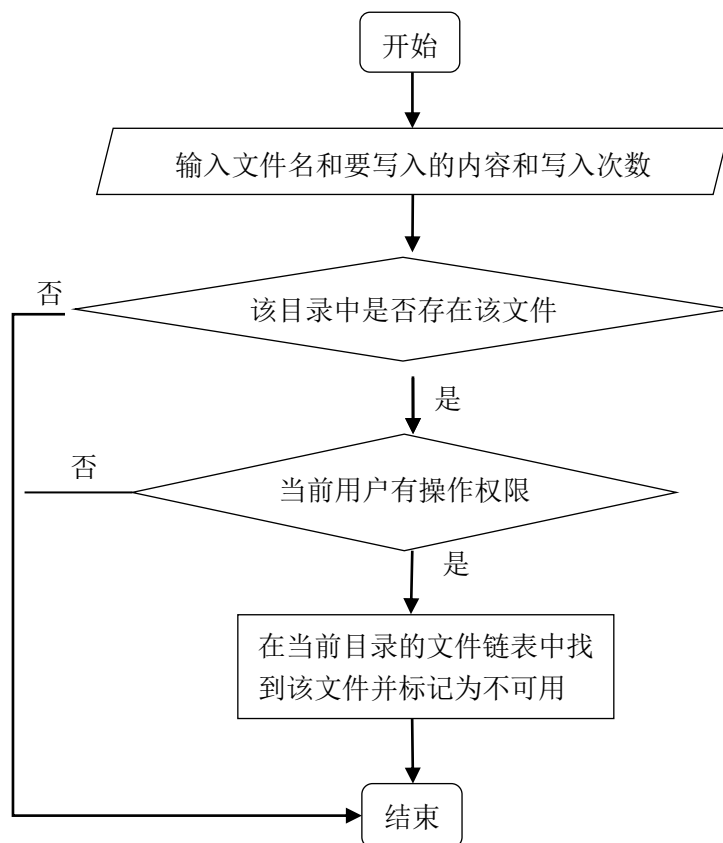 开始
输入文件名和要写入的内容和写入次数
否
该目录中是否存在该文件
是
否
当前用户有操作权限
是
在当前目录的文件链表中找
到该文件并标记为不可用
结束